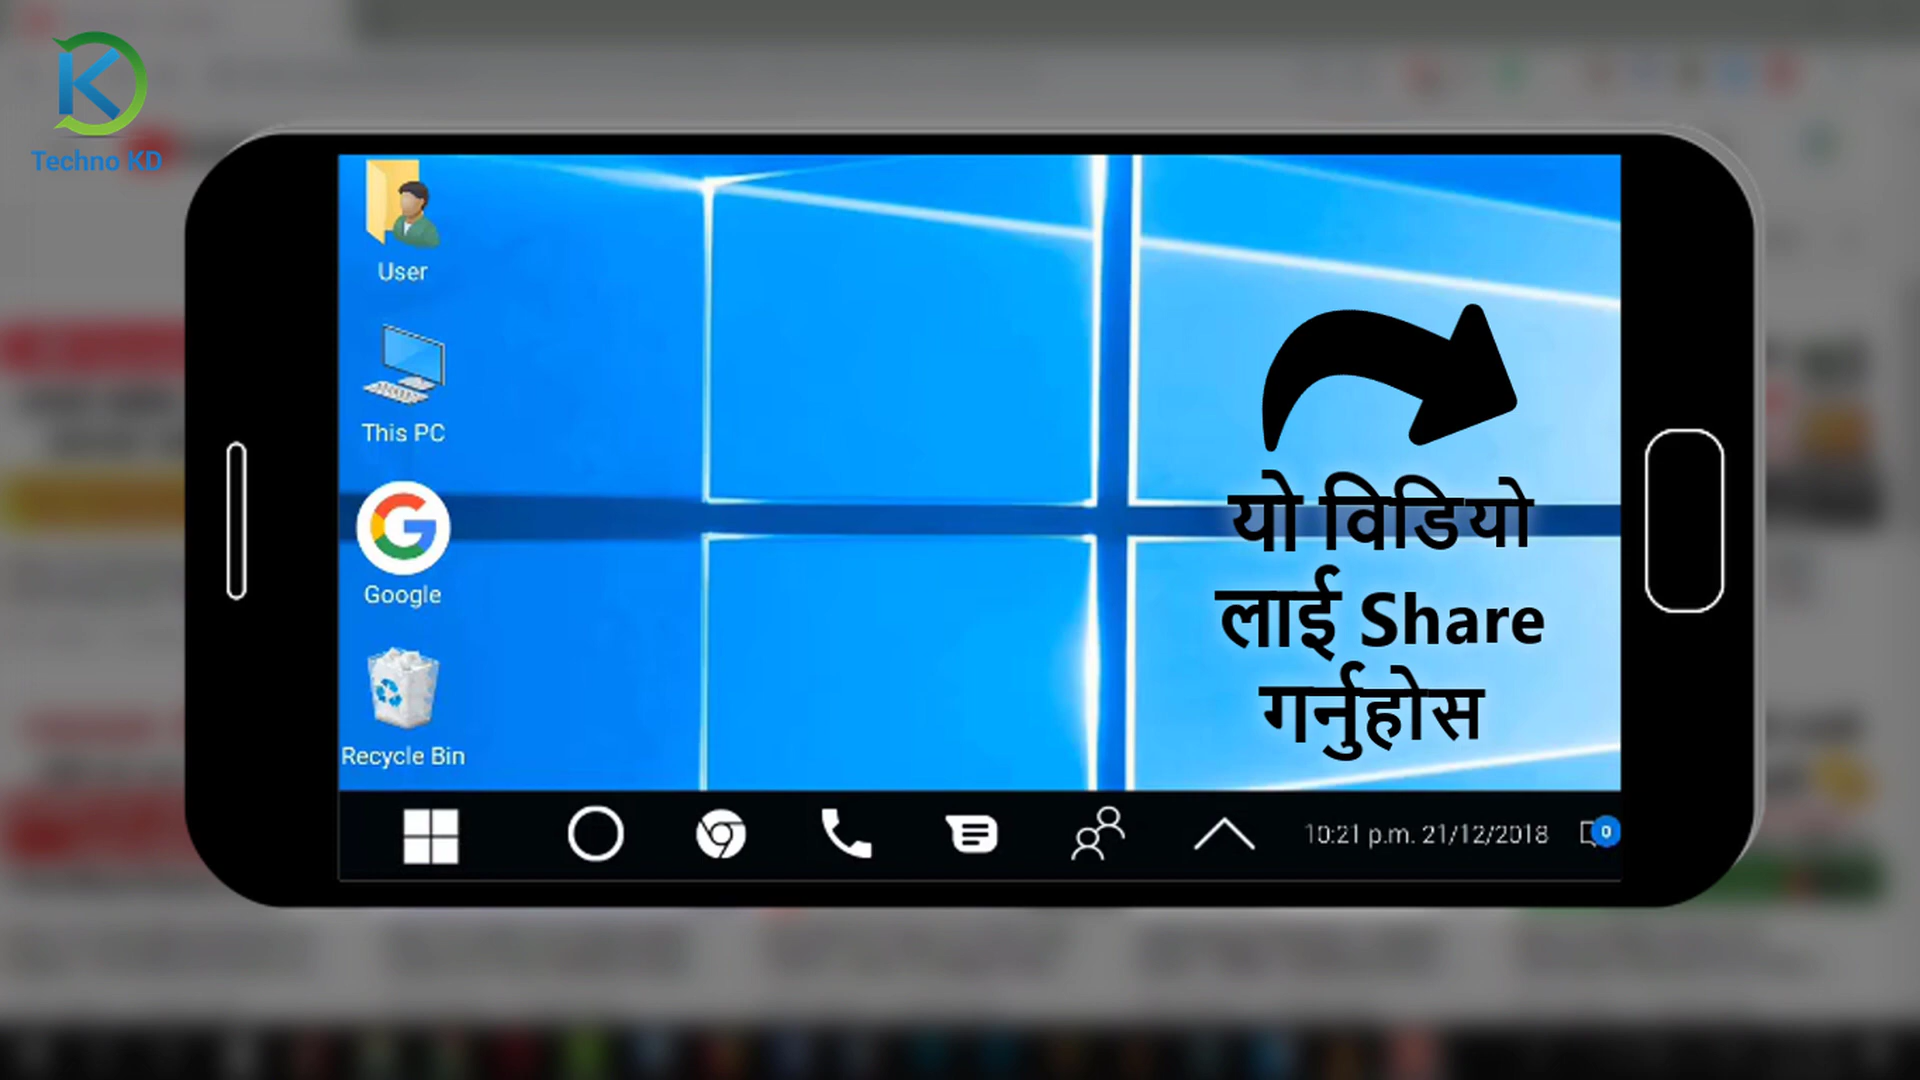 Techno KD
User
This PC
Google
Recycle Bin
यो विडियो
लाई Share
गर्नुहोस
10:21 p.m. 21/12/2018
0